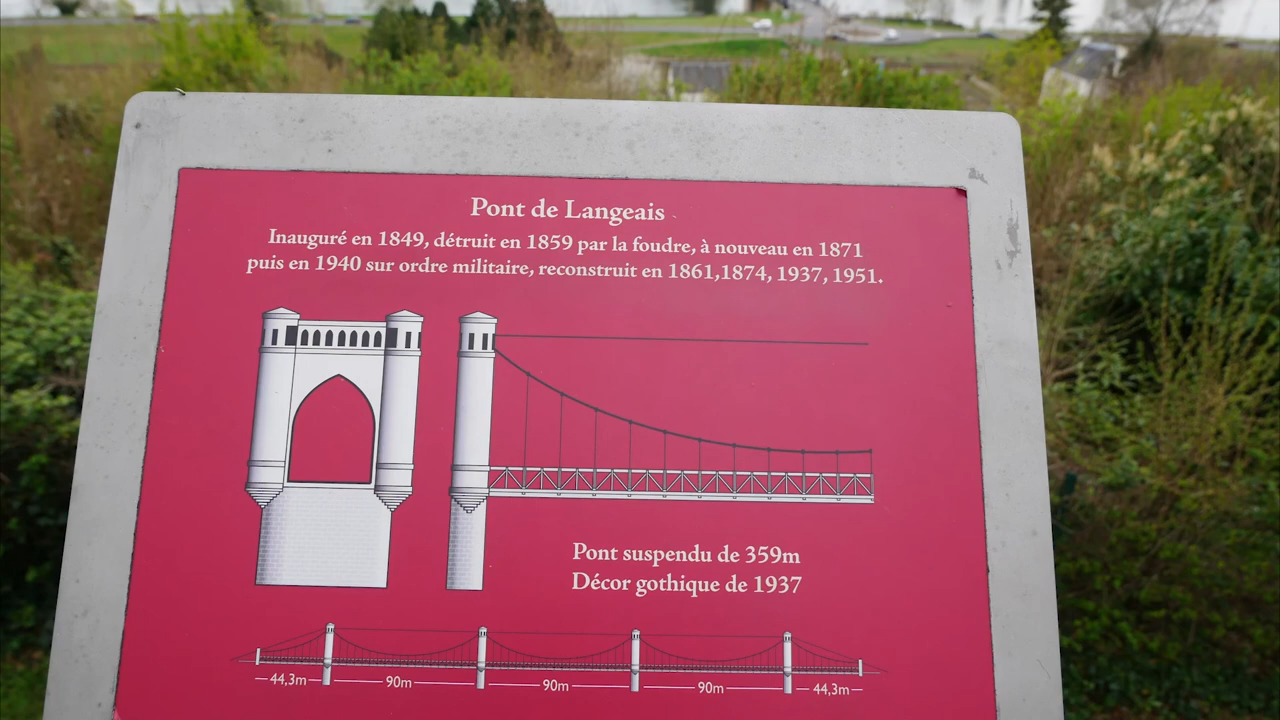 Pont de Langeais
Inauguré en 1849, détruit en 1859 par la foudre, à nouveau en 1871
puis en 1940 sur ordre militaire, reconstruit en 1861,1874, 1937, 1951.
Pont suspendu de 359m
Décor gothique de 1937
44,3m 90m 90m 90m 44,3m